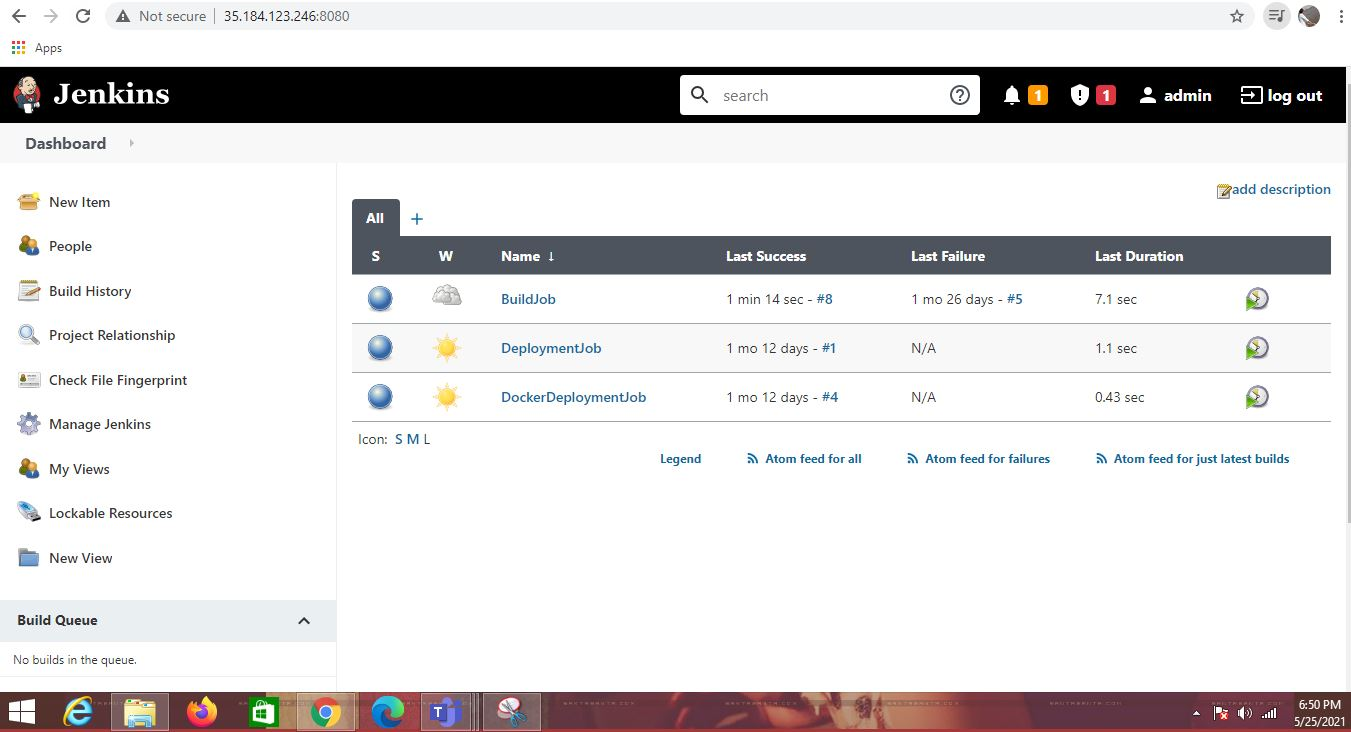 Not secure | 35.184.123.246:8080
Apps
Jenkins
search
1
1
admin
log out
Dashboard
New Item
People
Build History
Project Relationship
Check File Fingerprint
Manage Jenkins
My Views
Lockable Resources
New View
Build Queue
No builds in the queue.
add description
All +
S W Name ↓ Last Success Last Failure Last Duration
BuildJob 1 min 14 sec - #8 1 mo 26 days - #5 7.1 sec
DeploymentJob 1 mo 12 days - #1 N/A 1.1 sec
DockerDeploymentJob 1 mo 12 days - #4 N/A 0.43 sec
Icon: S M L
Legend Atom feed for all Atom feed for failures Atom feed for just latest builds
6:50 PM
5/25/2021